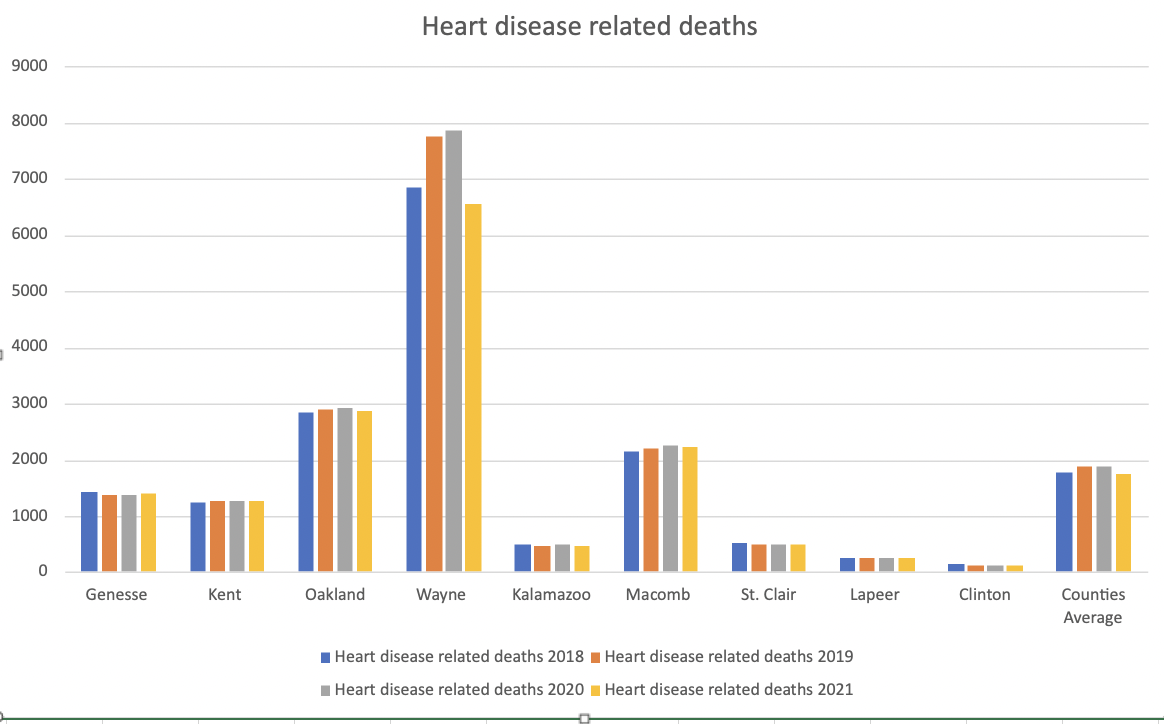 Heart disease related deaths
9000
8000
7000
6000
5000
4000
3000
2000
1000
0
Genesse Kent Oakland Wayne Kalamazoo Macomb St. Clair Lapeer Clinton Counties
Average
Heart disease related deaths 2018 Heart disease related deaths 2019
Heart disease related deaths 2020 Heart disease related deaths 2021